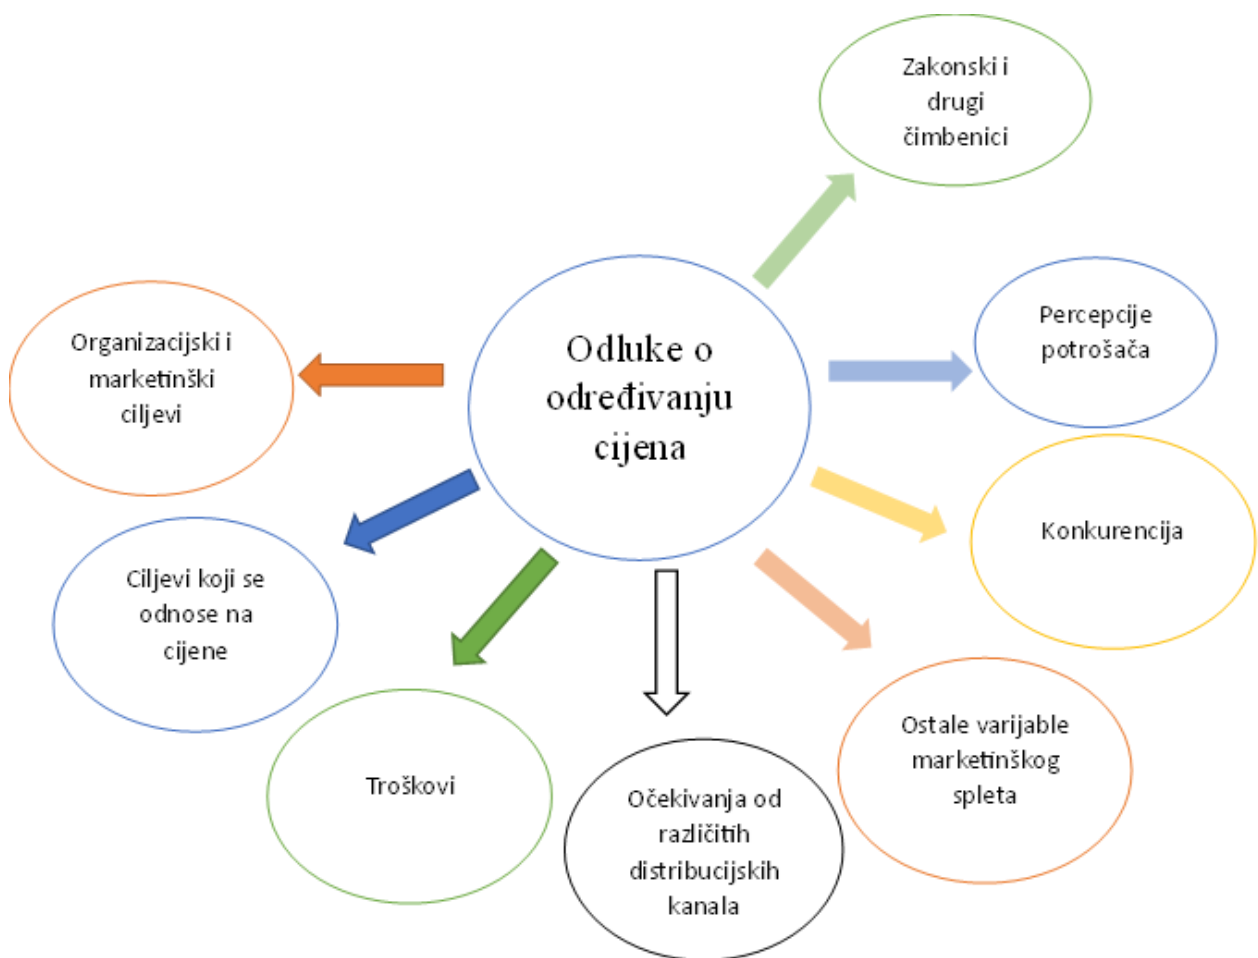 Zakonski i
drugi
čimbenici
Percepcije
potrošača
Organizacijski i
marketinški
ciljevi
Odluke o
određivanju
cijena
Konkurencija
Ciljevi koji se
odnose na
cijene
Troškovi
Ostale varijable
marketinškog
spleta
Očekivanja od
različitih
distribucijskih
kanala